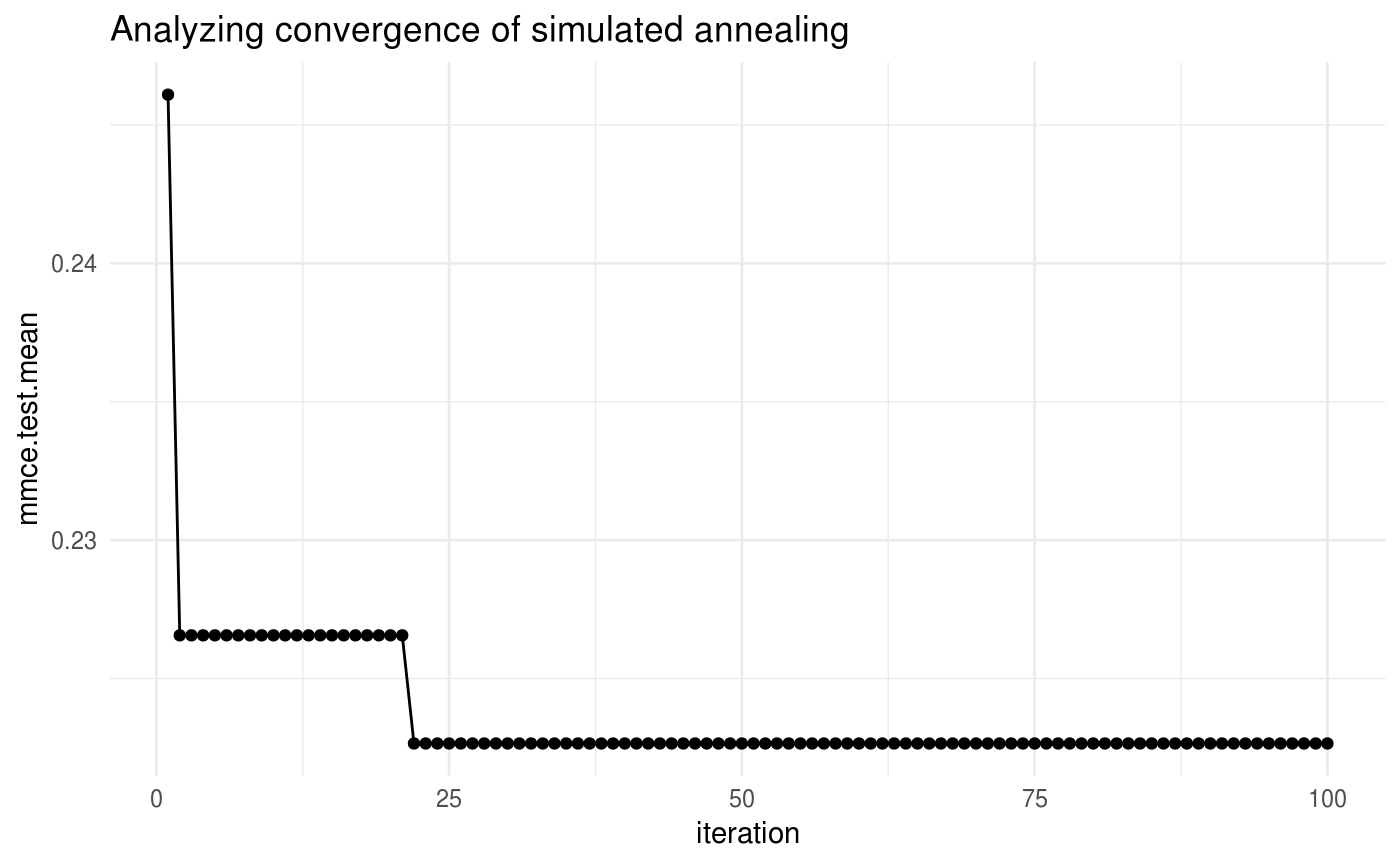 Analyzing convergence of simulated annealing
mmce.test.mean
0.24
0.23
0 25 50 75 100
iteration